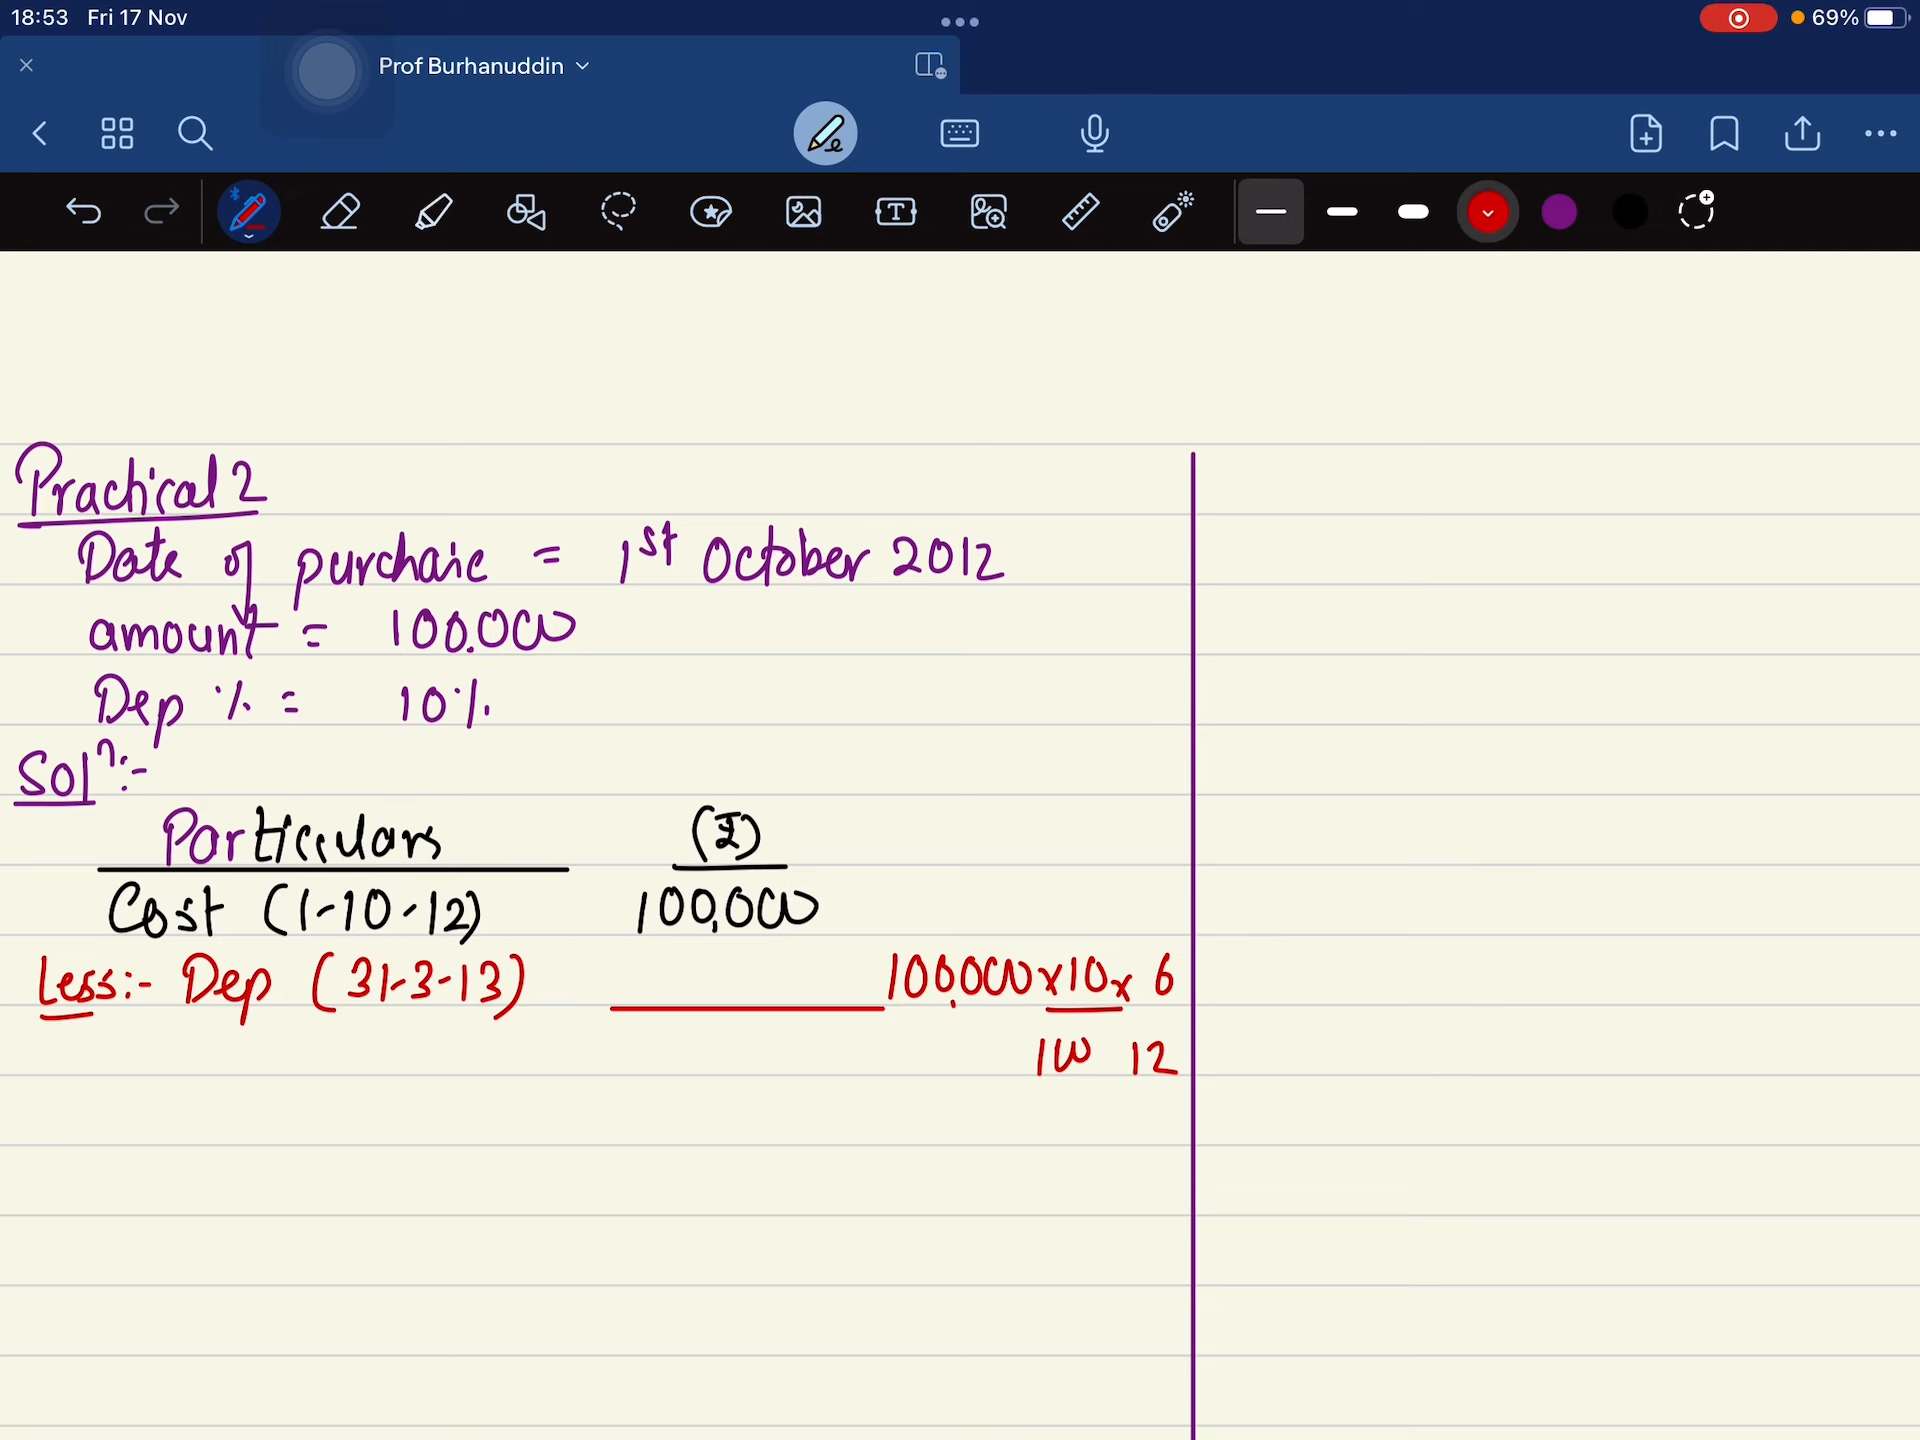 18:53 Fri 17 Nov 69%
Prof Burhanuddin
Practical 2
Date of purchase = 1st October 2012
amount = 100,000
Dep % = 10%
Soln:-
Particulars (₹)
Cost (1-10-12) 100,000
Less:- Dep (31-3-13) 100,000 x 10 x 6
100 12